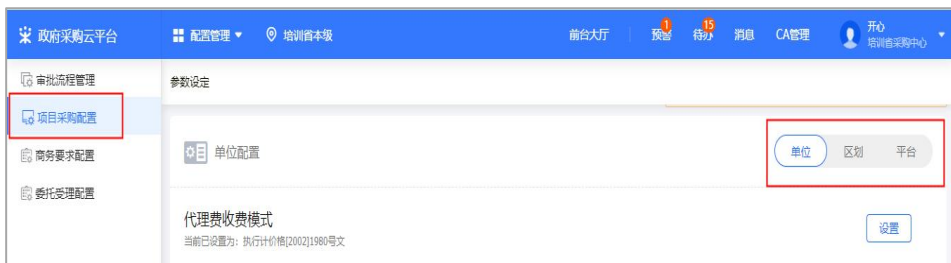 政府采购云平台
配置管理
培训省本级
前台大厅
预警 1
待办 15
消息
CA管理
开心
培训省采购中心
审批流程管理
项目采购配置
商务要求配置
委托受理配置
参数设定
单位配置
单位
区划
平台
代理费收费模式
当前已设置为：执行计价格[2002]1980号文
设置